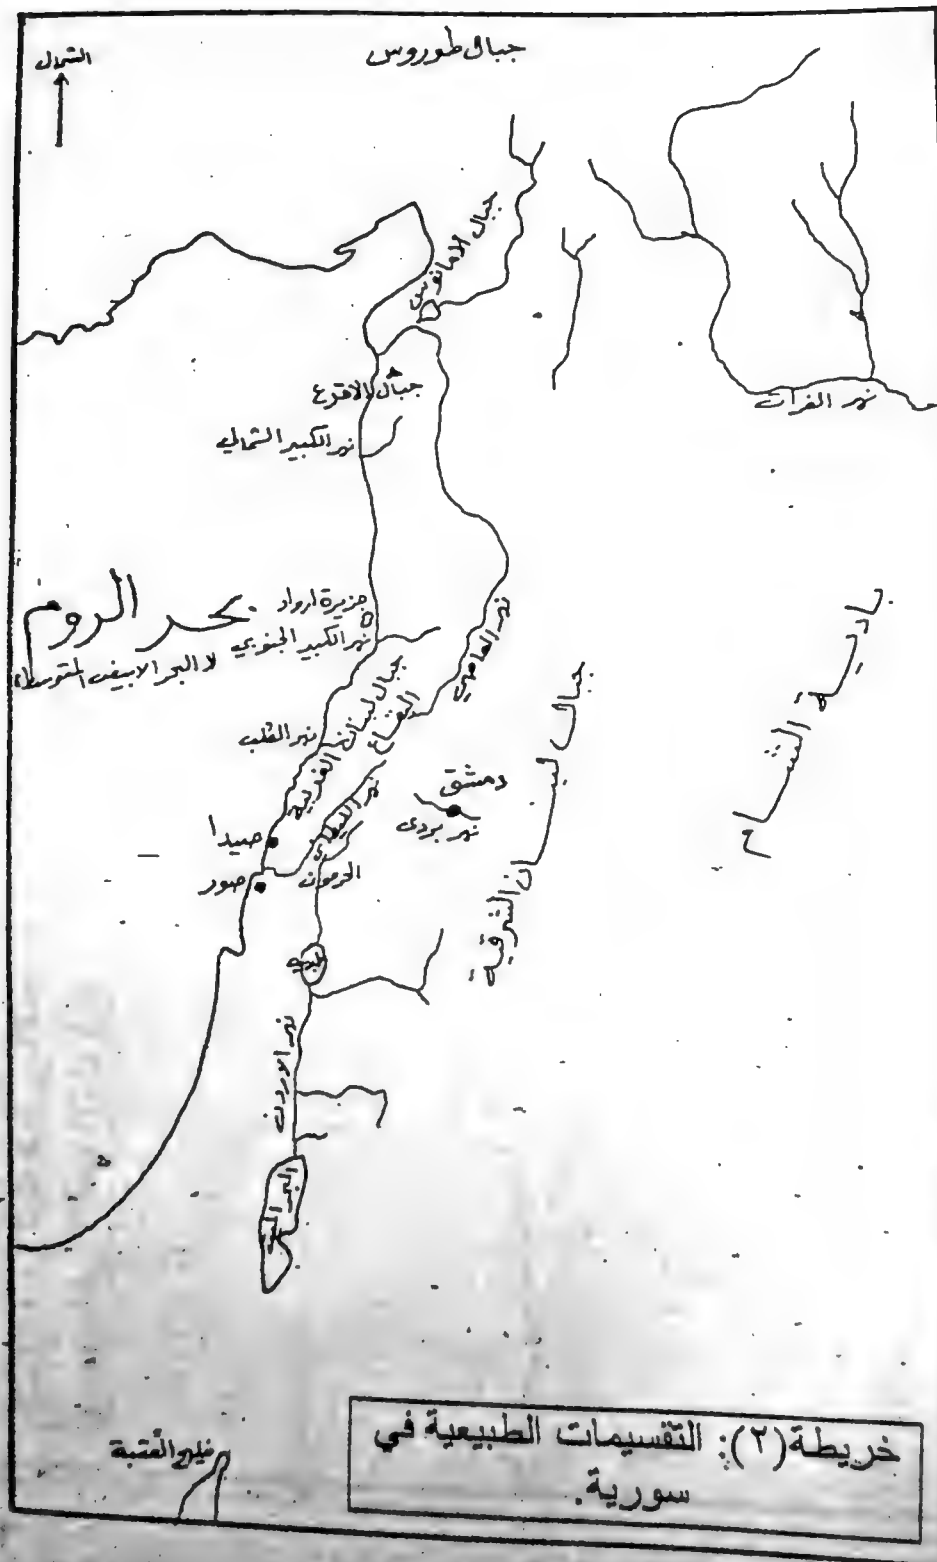 جبال طوروس
الشمال
جبال الامانوس
جبال الاقرع
نهر الفرات
نهر الكبير الشمالي
جزيرة ارواد
بحر الروم
نهر الكبير الجنوبي
البحر الابيض المتوسط
نهر العاصي
بادية الشام
جبال لبنان الغربية
البقاع
جبال لبنان الشرقية
نهر الكلب
دمشق
نهر بردى
نهر الليطاني
صيدا
الحرمون
صور
طبرية
نهر الاردن
البحر الميت
خليج العقبة
خريطة (٢): التقسيمات الطبيعية في
سورية.